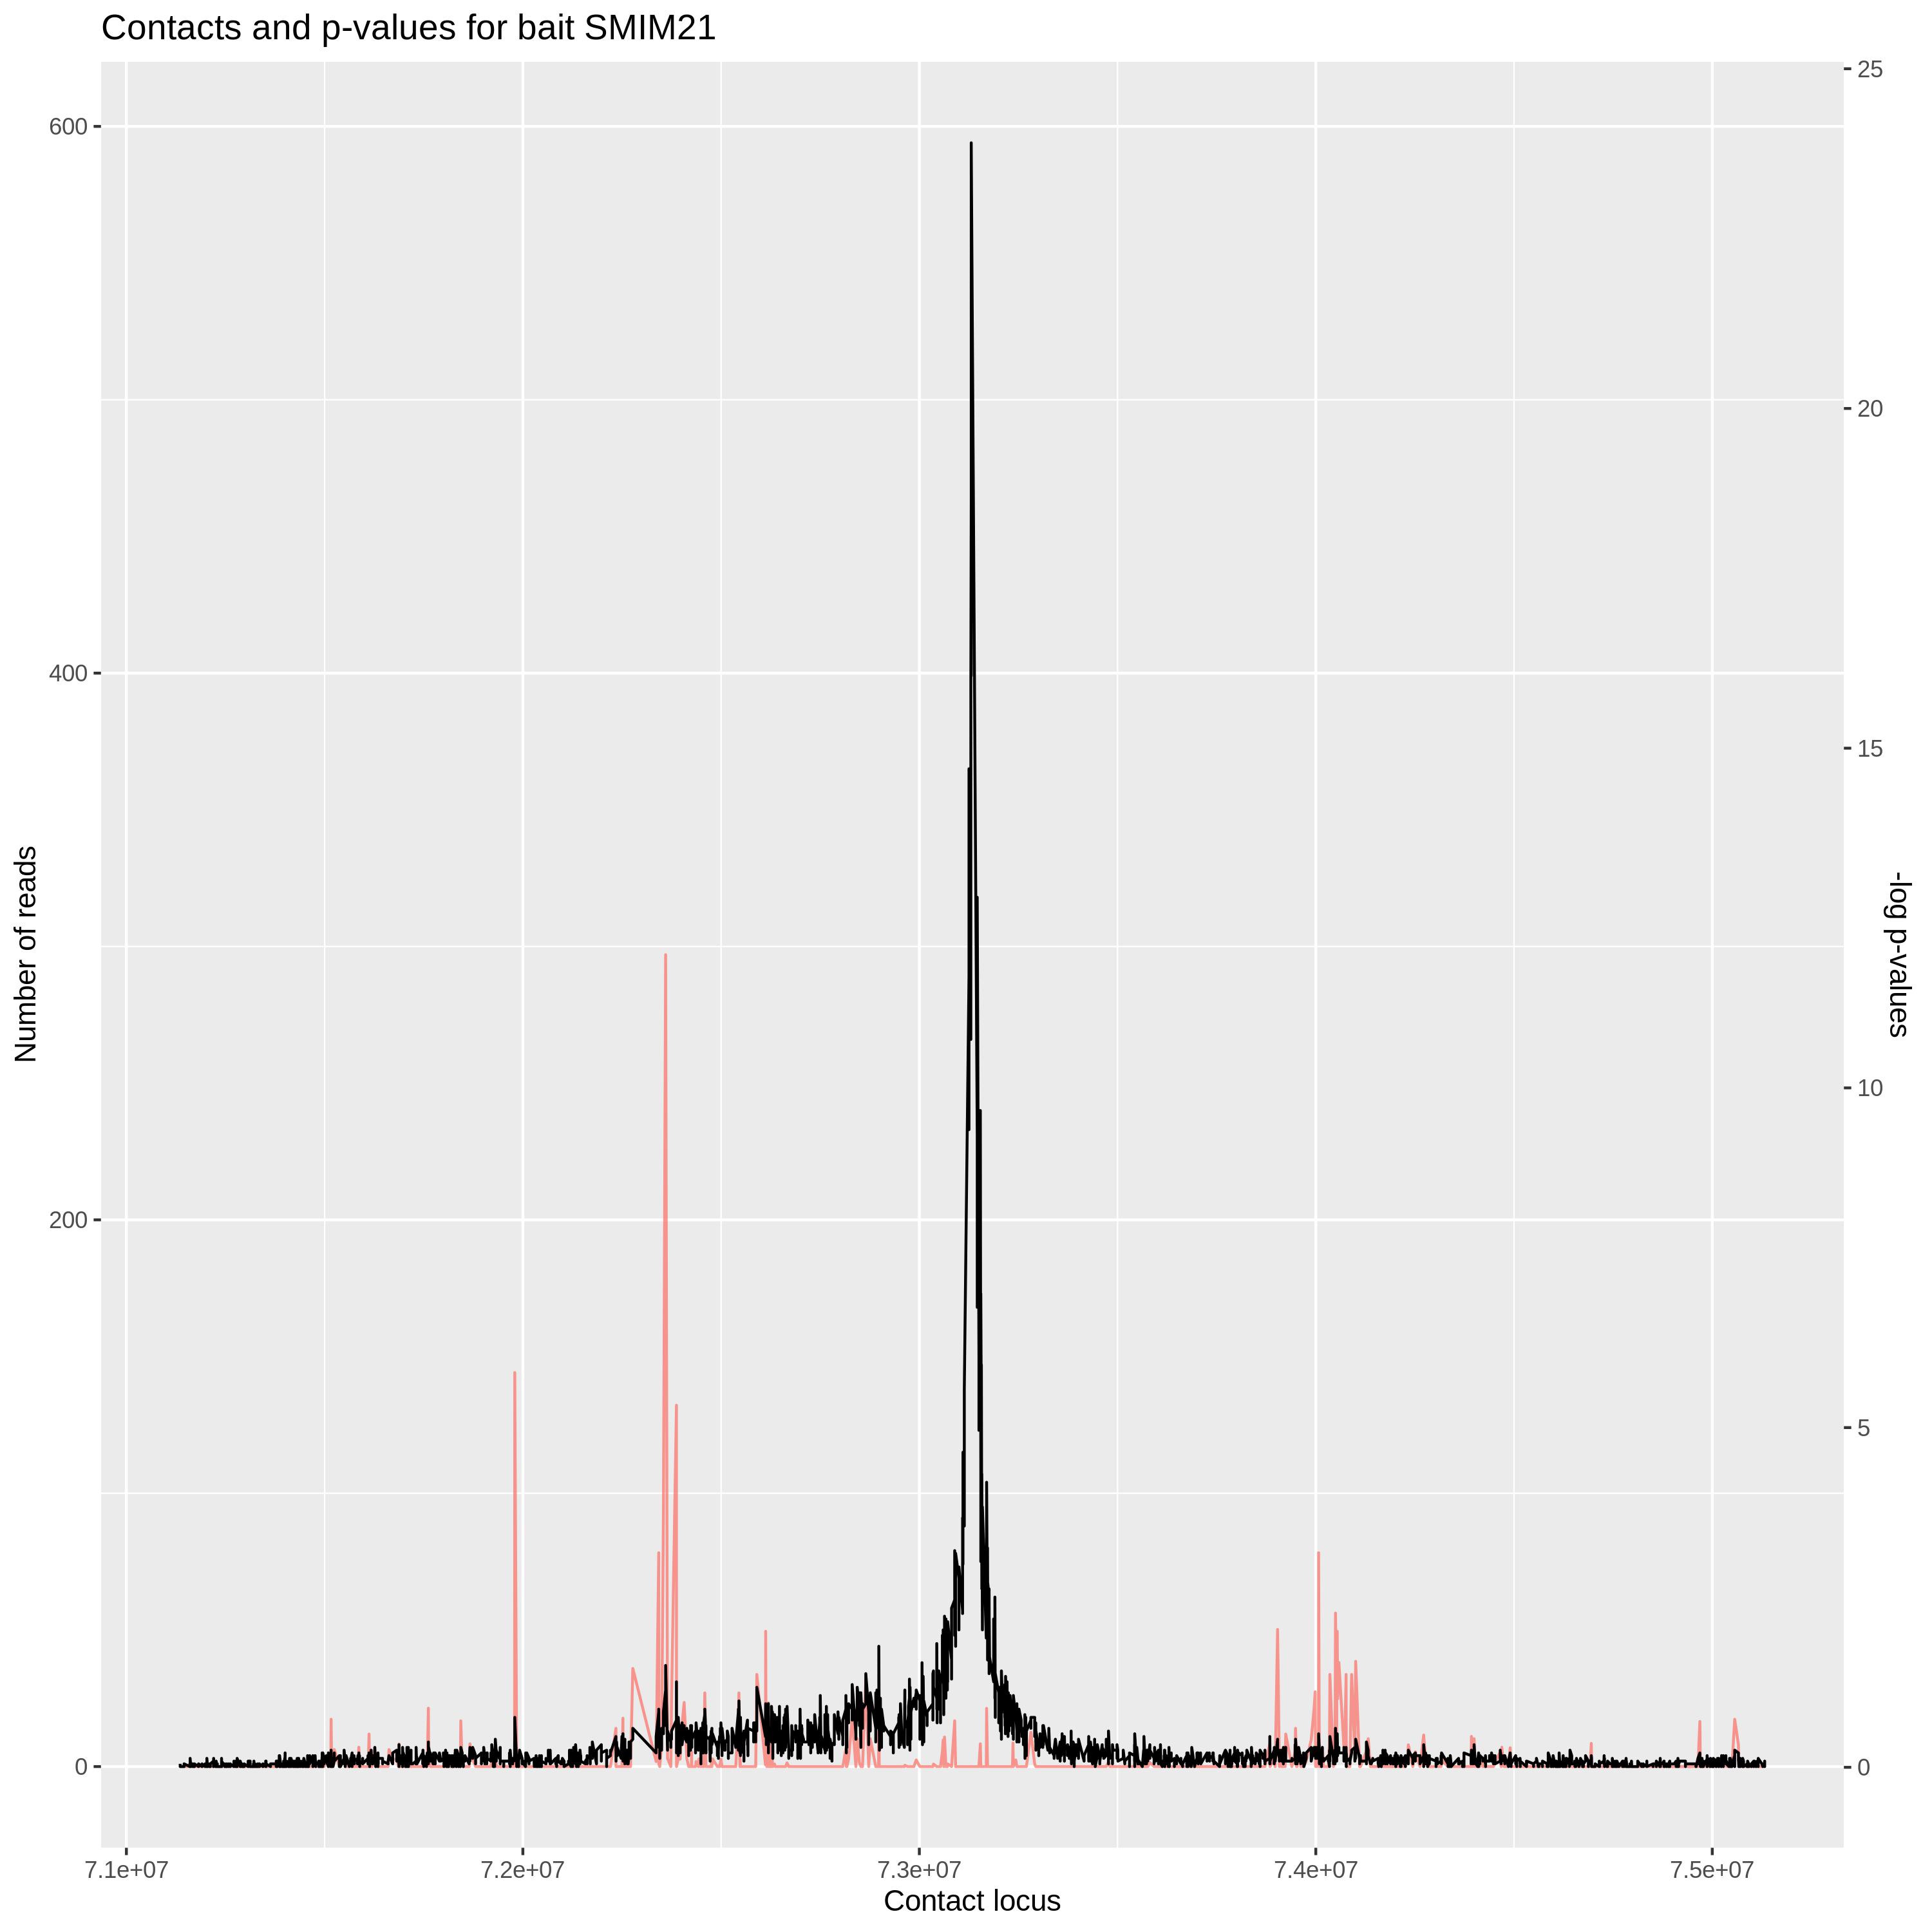 Contacts and p-values for bait SMIM21
600
400
200
0
Number of reads
25
20
15
10
5
0
-log p-values
7.1e+07
7.2e+07
7.3e+07
7.4e+07
7.5e+07
Contact locus